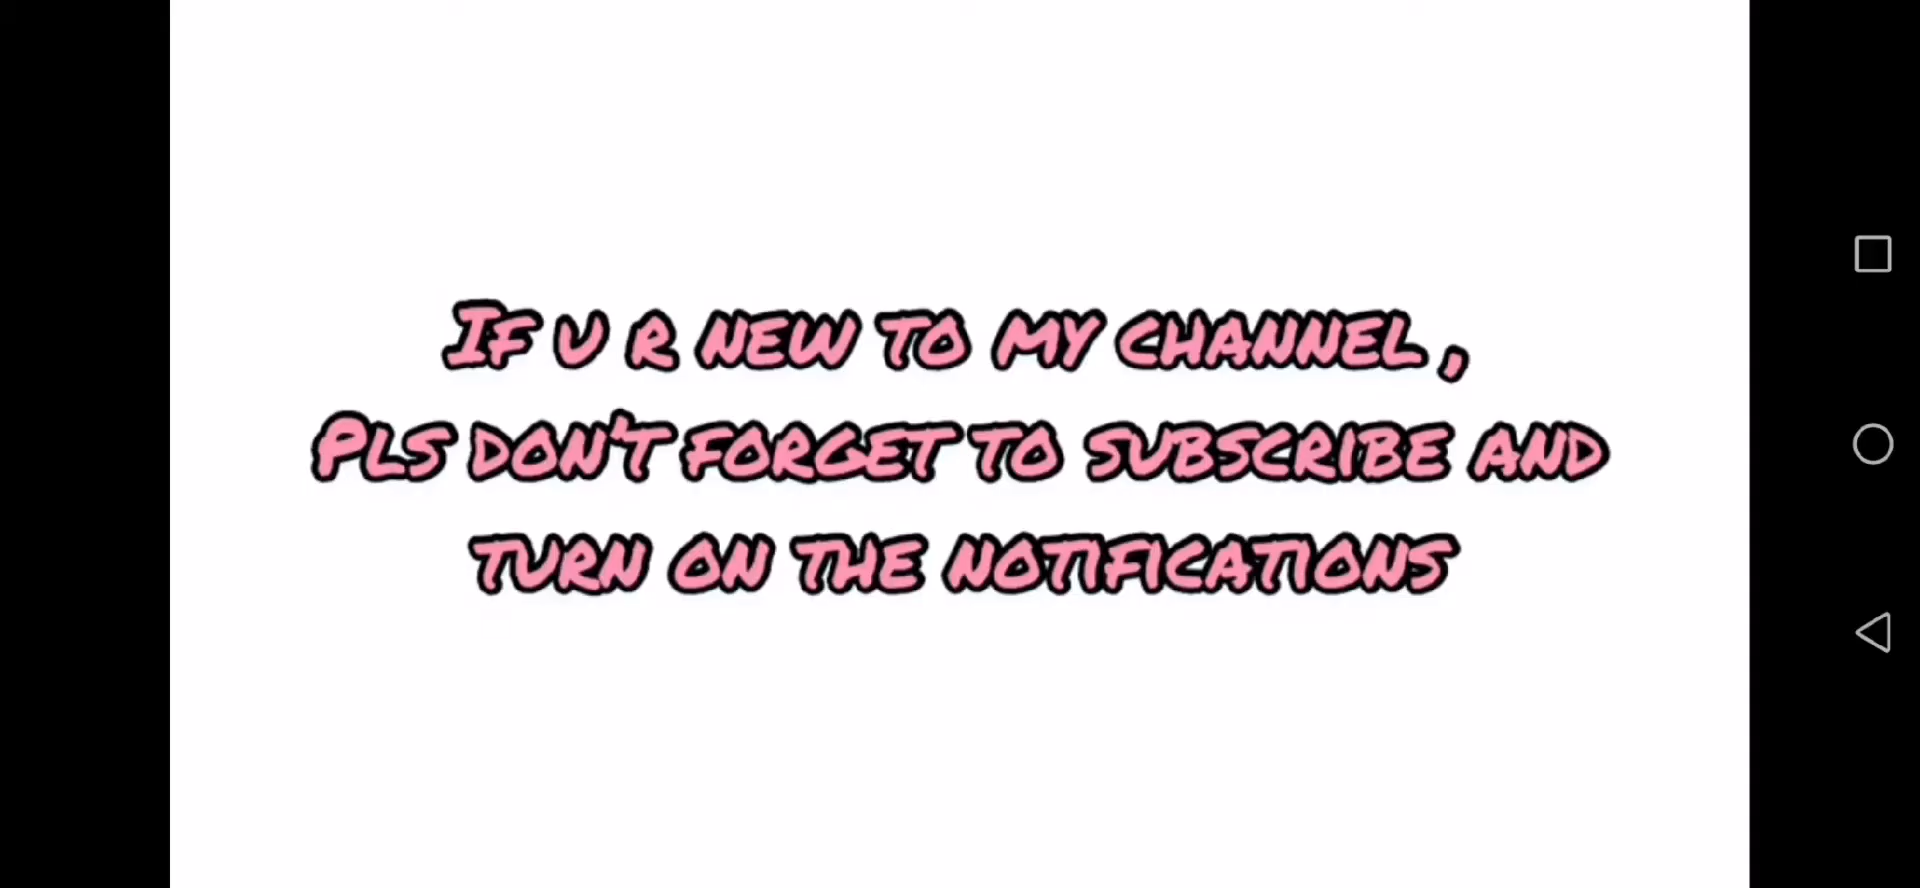 If u r new to my channel ,
Pls don't forget to subscribe and
turn on the notifications